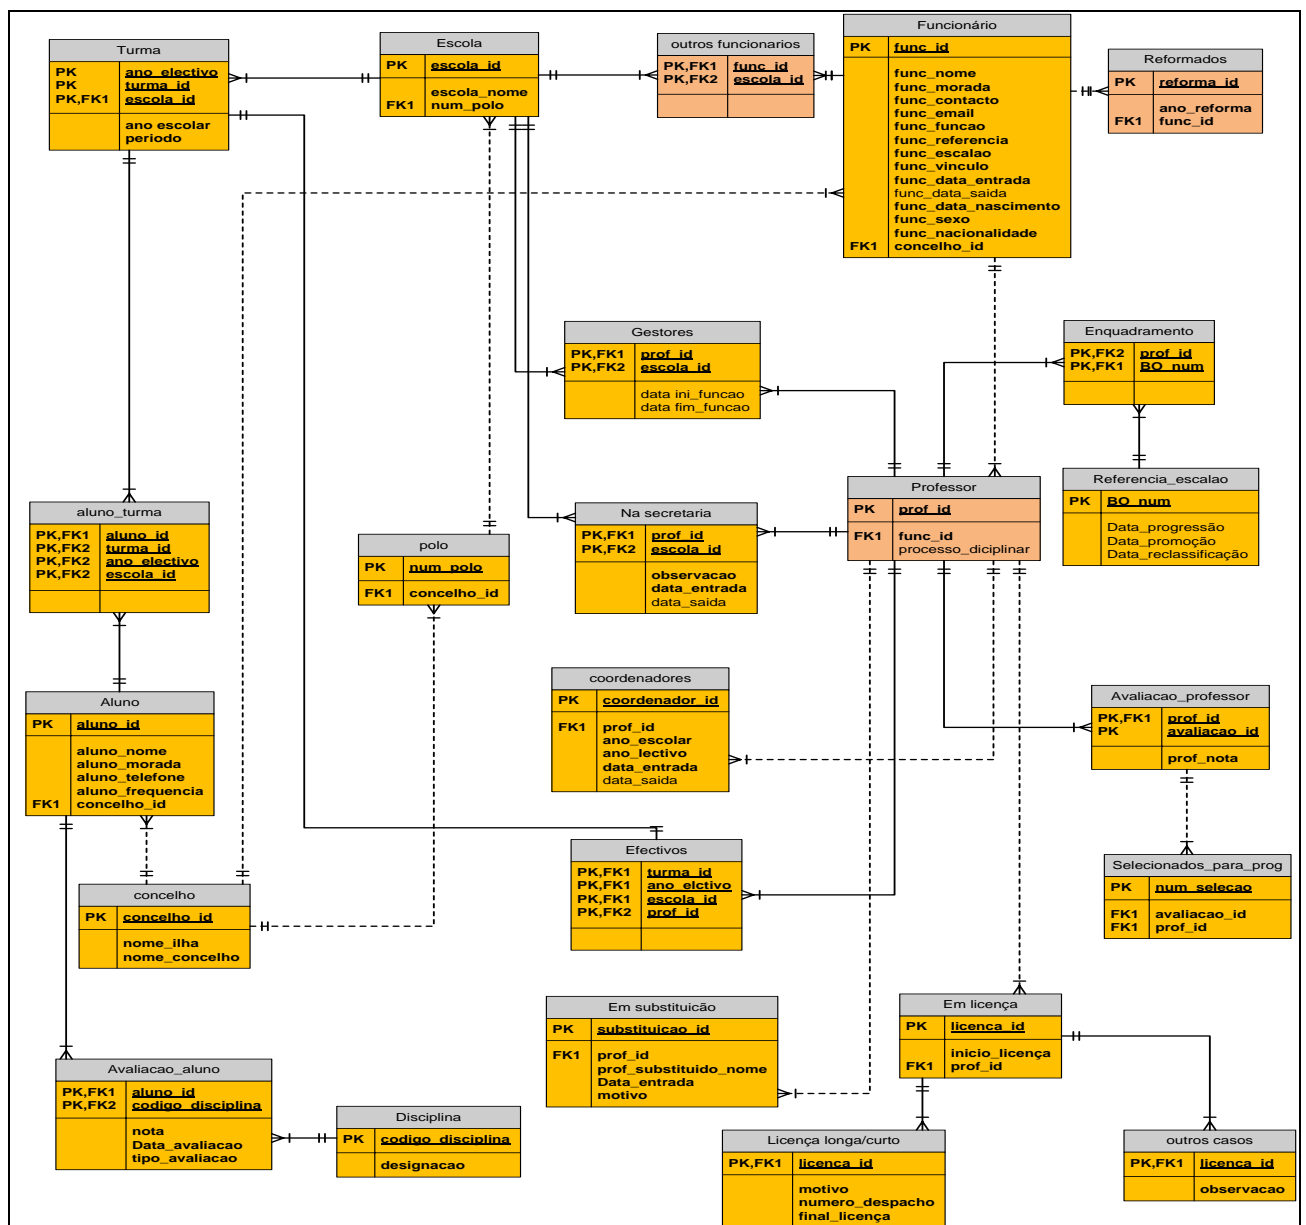 Turma
PK ano_electivo
PK turma_id
PK,FK1 escola_id
ano escolar
periodo
Escola
PK escola_id
escola_nome
FK1 num_polo
outros funcionarios
PK,FK1 func_id
PK,FK2 escola_id
Funcionário
PK func_id
func_nome
func_morada
func_contacto
func_email
func_funcao
func_referencia
func_escalao
func_vinculo
func_data_entrada
func_data_saida
func_data_nascimento
func_sexo
func_nacionalidade
FK1 concelho_id
Reformados
PK reforma_id
ano_reforma
FK1 func_id
Gestores
PK,FK1 prof_id
PK,FK2 escola_id
data ini_funcao
data fim_funcao
Enquadramento
PK,FK2 prof_id
PK,FK1 BO_num
Referencia_escalao
PK BO_num
Data_progressão
Data_promoção
Data_reclassificação
Professor
PK prof_id
FK1 func_id
processo_diciplinar
aluno_turma
PK,FK1 aluno_id
PK,FK2 turma_id
PK,FK2 ano_electivo
PK,FK2 escola_id
polo
PK num_polo
FK1 concelho_id
Na secretaria
PK,FK1 prof_id
PK,FK2 escola_id
observacao
data_entrada
data_saida
Aluno
PK aluno_id
aluno_nome
aluno_morada
aluno_telefone
aluno_frequencia
FK1 concelho_id
coordenadores
PK coordenador_id
FK1 prof_id
ano_escolar
ano_lectivo
data_entrada
data_saida
Avaliacao_professor
PK,FK1 prof_id
PK avaliacao_id
prof_nota
Efectivos
PK,FK1 turma_id
PK,FK1 ano_elctivo
PK,FK1 escola_id
PK,FK2 prof_id
Selecionados_para_prog
PK num_selecao
FK1 avaliacao_id
FK1 prof_id
concelho
PK concelho_id
nome_ilha
nome_concelho
Em substituicão
PK substituicao_id
FK1 prof_id
prof_substituido_nome
Data_entrada
motivo
Em licença
PK licenca_id
inicio_licença
FK1 prof_id
Avaliacao_aluno
PK,FK1 aluno_id
PK,FK2 codigo_disciplina
nota
Data_avaliacao
tipo_avaliacao
Disciplina
PK codigo_disciplina
designacao
Licença longa/curto
PK,FK1 licenca_id
motivo
numero_despacho
final_licença
outros casos
PK,FK1 licenca_id
observacao